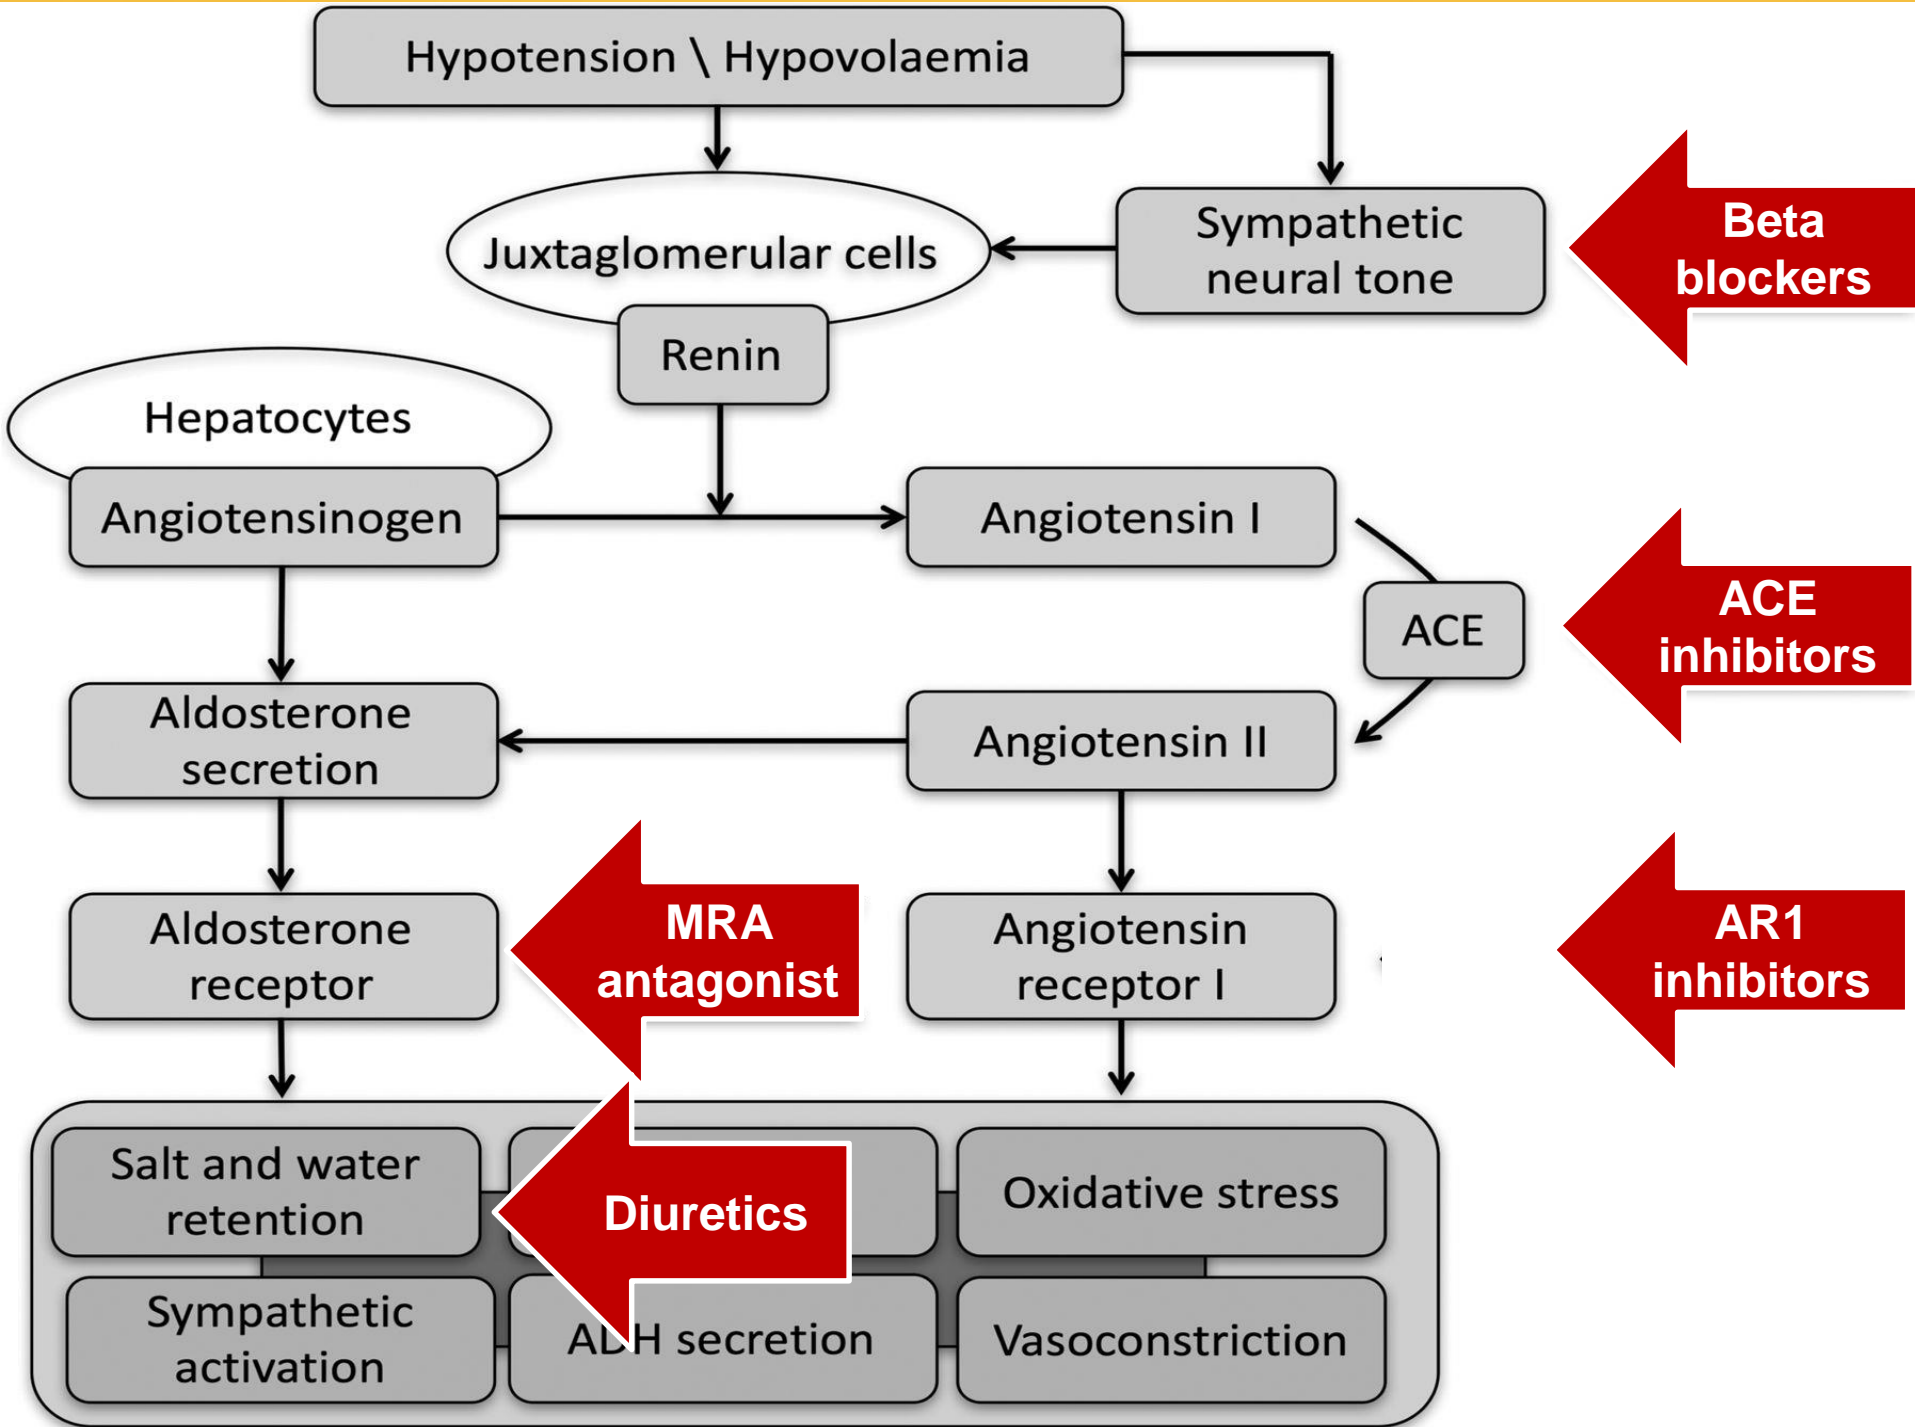 Hypotension \ Hypovolaemia
Sympathetic
neural tone
Beta
blockers
Juxtaglomerular cells
Renin
Hepatocytes
Angiotensinogen
Angiotensin I
ACE
ACE
inhibitors
Aldosterone
secretion
Angiotensin II
Aldosterone
receptor
MRA
antagonist
Angiotensin
receptor I
AR1
inhibitors
Salt and water
retention
Diuretics
Oxidative stress
Sympathetic
activation
ADH secretion
Vasoconstriction